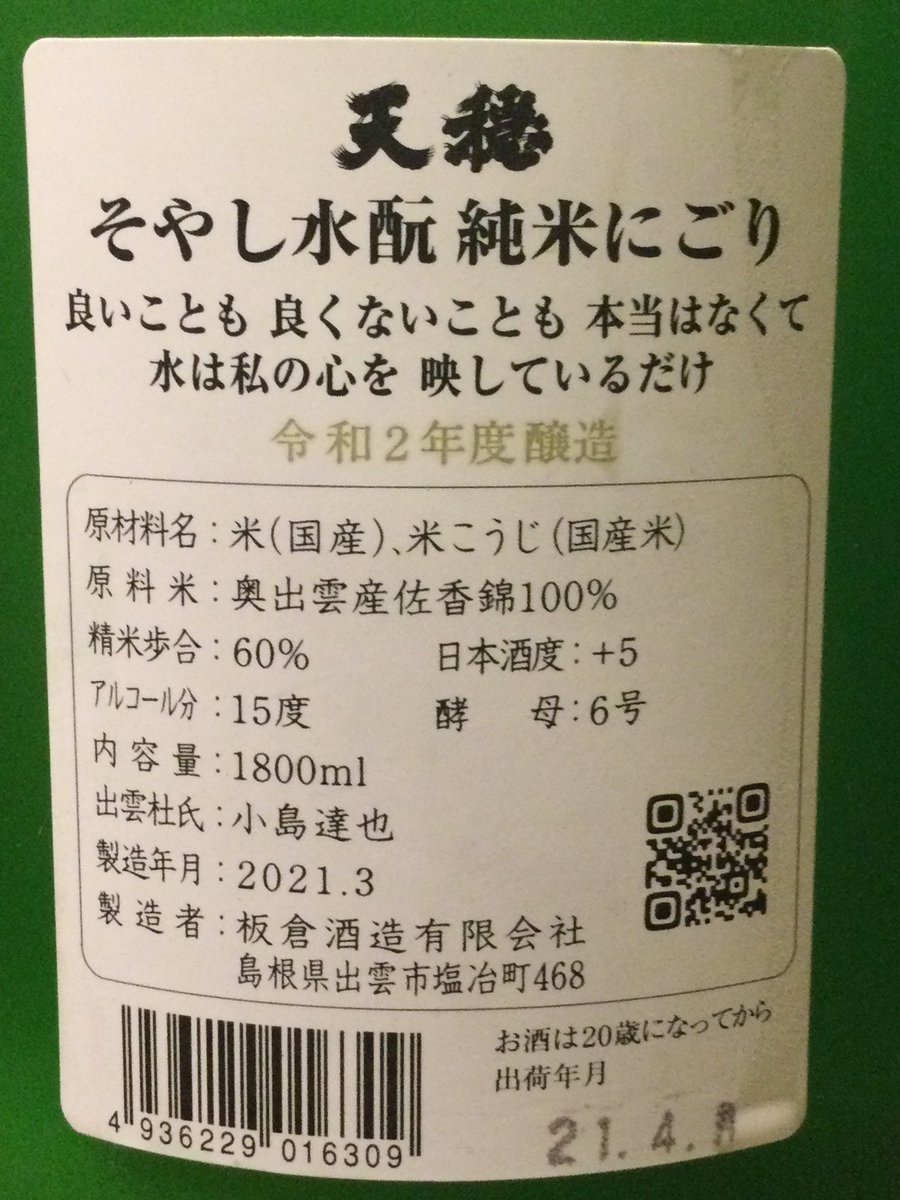 天穏
そやし水酛 純米にごり
良いことも 良くないことも 本当はなくて
水は私の心を 映しているだけ
令和2年度醸造
原材料名：米(国産)、米こうじ(国産米)
原料米：奥出雲産佐香錦100%
精米歩合：60% 日本酒度：+5
アルコール分：15度 酵母：6号
内容量：1800ml
出雲杜氏：小島達也
製造年月：2021.3
製造者：板倉酒造有限会社
島根県出雲市塩冶町468
お酒は20歳になってから
出荷年月
21.4.
4 936229 016309